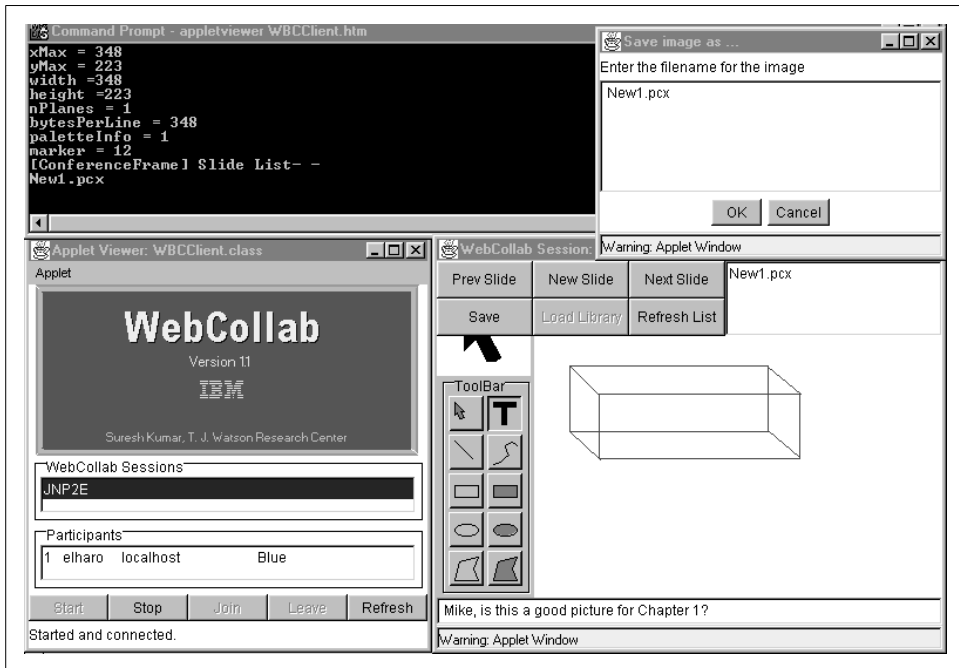 Command Prompt - appletviewer WBCClient.htm
xMax = 348
yMax = 223
width =348
height =223
nPlanes = 1
bytesPerLine = 348
paletteInfo = 1
marker = 12
[ConferenceFrame] Slide List- -
New1.pcx
Save image as ...
Enter the filename for the image
New1.pcx
OK Cancel
Warning: Applet Window
Applet Viewer: WBCClient.class
Applet
WebCollab
Version 1.1
IBM
Suresh Kumar, T. J. Watson Research Center
WebCollab Sessions
JNP2E
Participants
1 elharo localhost Blue
Start Stop Join Leave Refresh
Started and connected.
WebCollab Session:
Prev Slide New Slide Next Slide
Save Load Library Refresh List
New1.pcx
ToolBar
T
Mike, is this a good picture for Chapter 1?
Warning: Applet Window